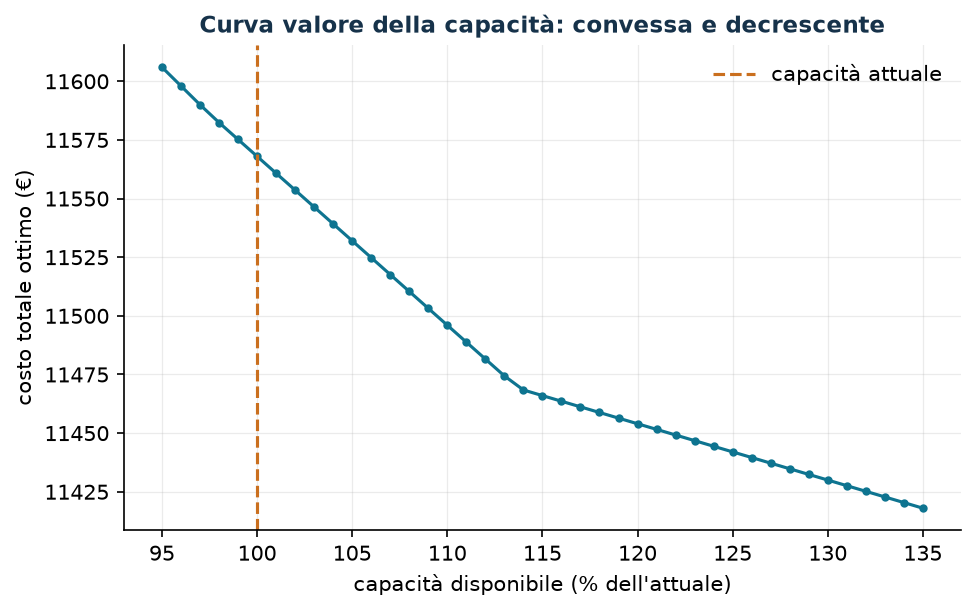 Curva valore della capacità: convessa e decrescente
capacità attuale
costo totale ottimo (€)
11600
11575
11550
11525
11500
11475
11450
11425
95 100 105 110 115 120 125 130 135
capacità disponibile (% dell'attuale)